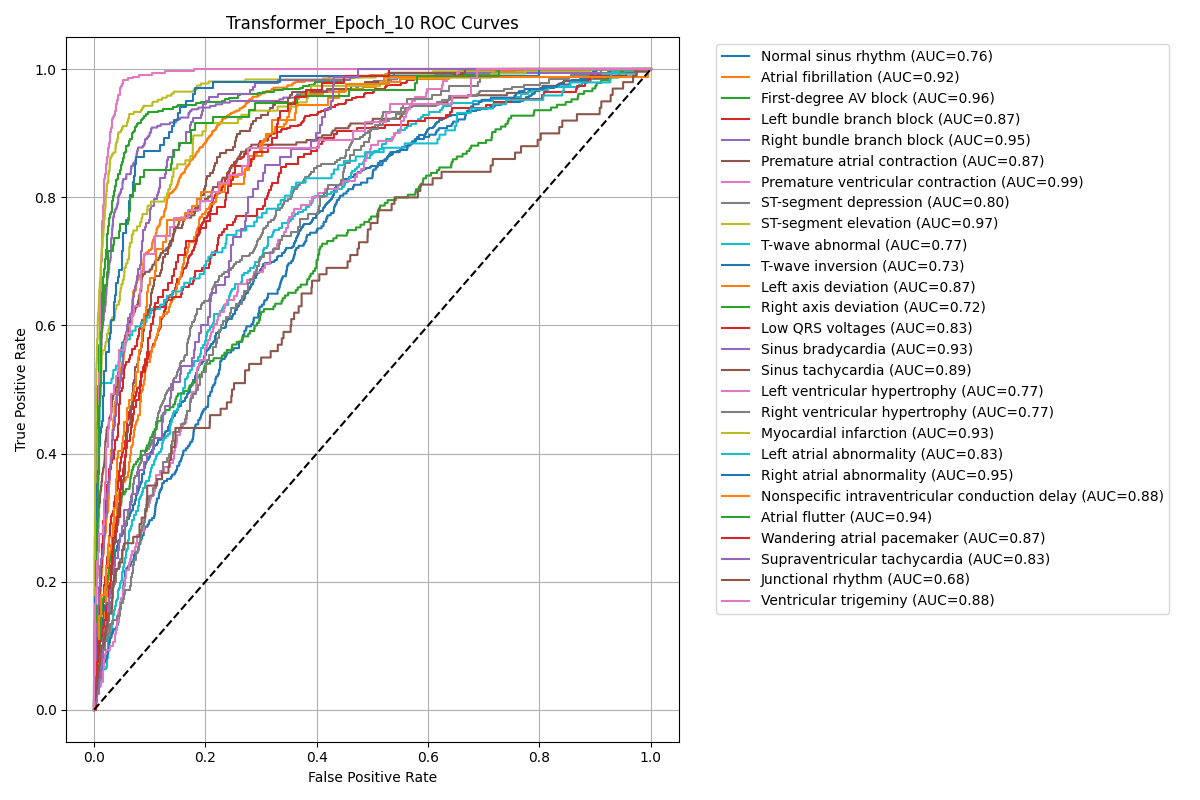 Transformer_Epoch_10 ROC Curves
True Positive Rate
1.0
0.8
0.6
0.4
0.2
0.0
0.0 0.2 0.4 0.6 0.8 1.0
False Positive Rate
Normal sinus rhythm (AUC=0.76)
Atrial fibrillation (AUC=0.92)
First-degree AV block (AUC=0.96)
Left bundle branch block (AUC=0.87)
Right bundle branch block (AUC=0.95)
Premature atrial contraction (AUC=0.87)
Premature ventricular contraction (AUC=0.99)
ST-segment depression (AUC=0.80)
ST-segment elevation (AUC=0.97)
T-wave abnormal (AUC=0.77)
T-wave inversion (AUC=0.73)
Left axis deviation (AUC=0.87)
Right axis deviation (AUC=0.72)
Low QRS voltages (AUC=0.83)
Sinus bradycardia (AUC=0.93)
Sinus tachycardia (AUC=0.89)
Left ventricular hypertrophy (AUC=0.77)
Right ventricular hypertrophy (AUC=0.77)
Myocardial infarction (AUC=0.93)
Left atrial abnormality (AUC=0.83)
Right atrial abnormality (AUC=0.95)
Nonspecific intraventricular conduction delay (AUC=0.88)
Atrial flutter (AUC=0.94)
Wandering atrial pacemaker (AUC=0.87)
Supraventricular tachycardia (AUC=0.83)
Junctional rhythm (AUC=0.68)
Ventricular trigeminy (AUC=0.88)